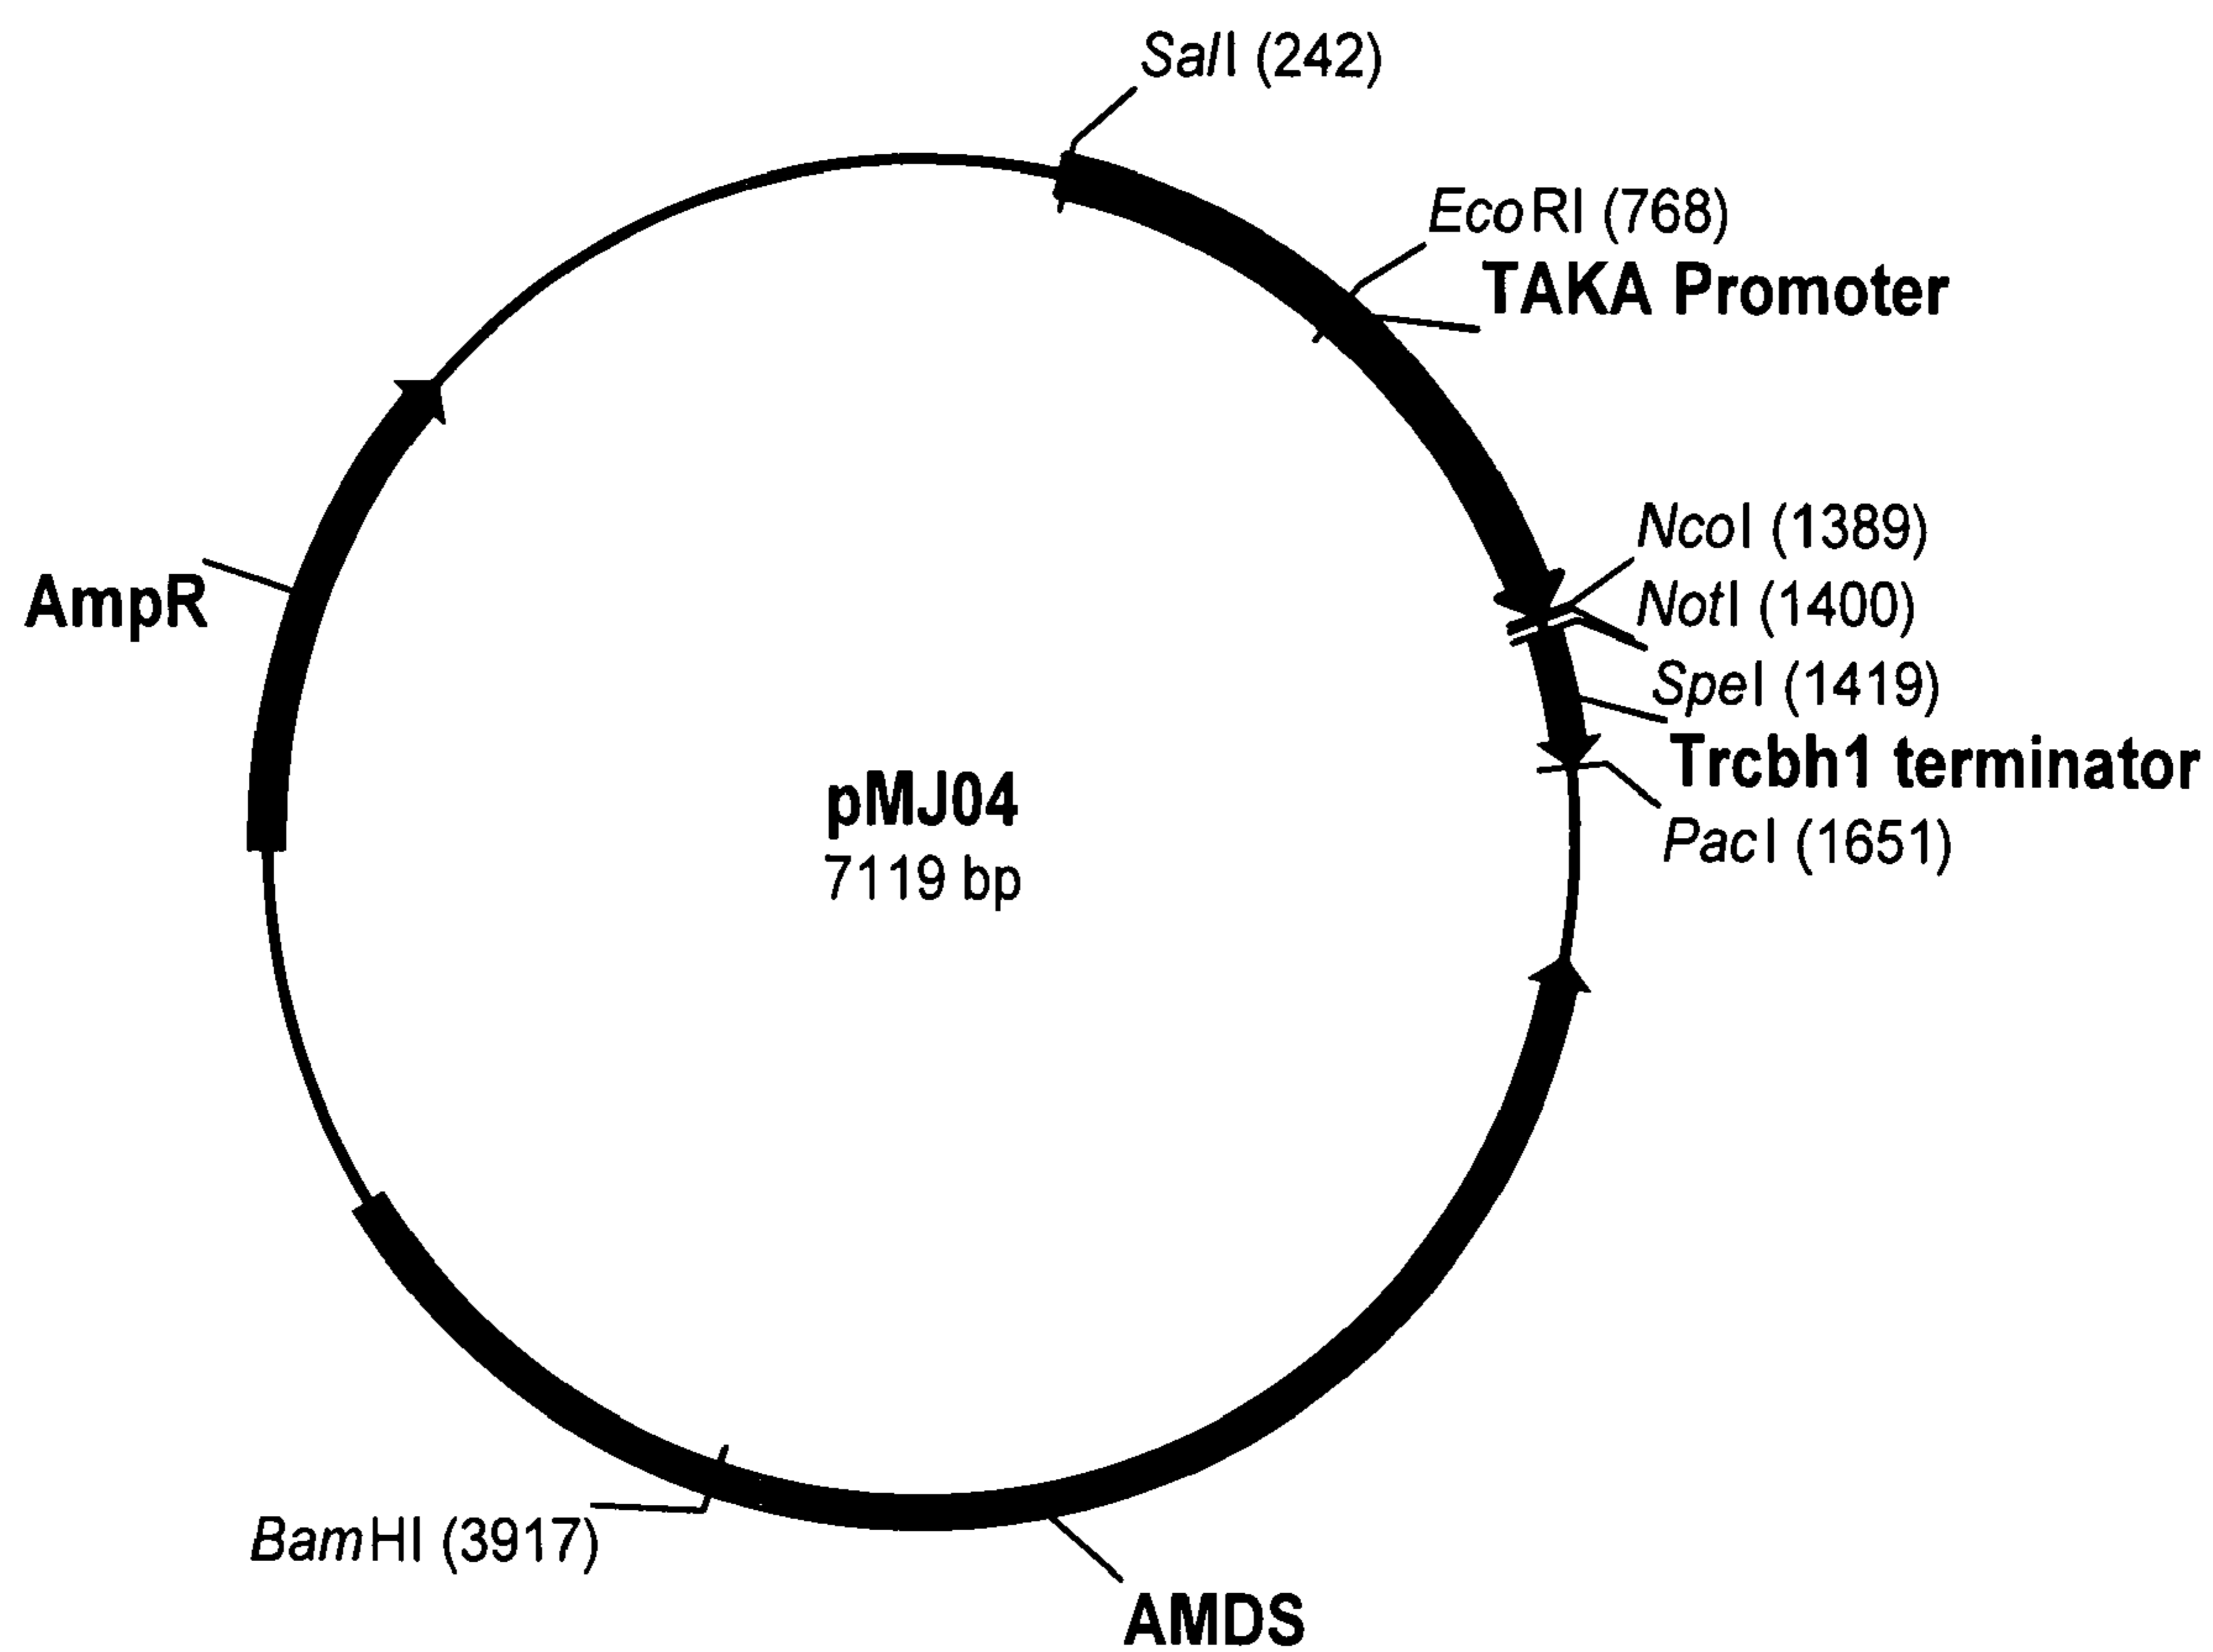 SalI (242)
EcoRI (768)
TAKA Promoter
NcoI (1389)
AmpR
NotI (1400)
SpeI (1419)
Trcbh1 terminator
pMJ04
7119 bp
PacI (1651)
BamHI (3917)
AMDS